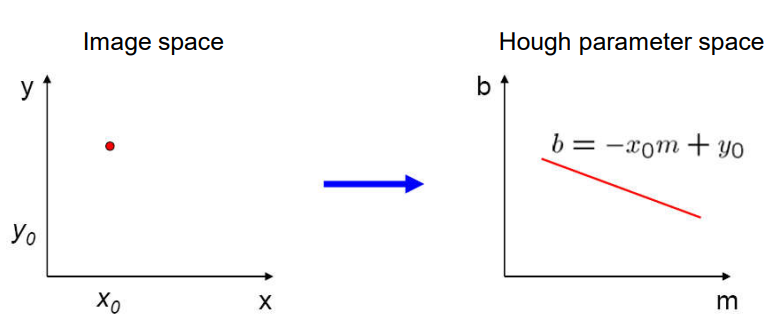 Image space
Hough parameter space
y
y₀
x₀
x
b
b = −x₀m + y₀
m